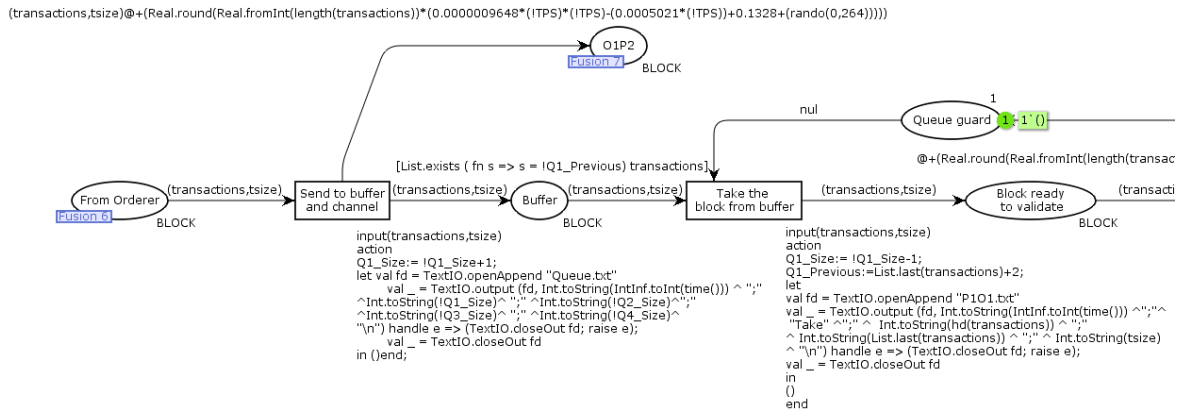 (transactions,tsize)@+(Real.round(Real.fromInt(length(transactions))*(0.0000009648*(!TPS)*(!TPS)-(0.0005021*(!TPS))+0.1328+(rando(0,264)))))
O1P2
Fusion 7
BLOCK
nul
1
Queue guard
1
1`()
@+(Real.round(Real.fromInt(length(transac
[List.exists ( fn s => s = !Q1_Previous) transactions]
From Orderer
Fusion 6
BLOCK
(transactions,tsize)
Send to buffer
and channel
(transactions,tsize)
Buffer
BLOCK
(transactions,tsize)
Take the
block from buffer
(transactions,tsize)
Block ready
to validate
BLOCK
(transacti
input(transactions,tsize)
action
Q1_Size:= !Q1_Size+1;
let val fd = TextIO.openAppend "Queue.txt"
val _ = TextIO.output (fd, Int.toString(IntInf.toInt(time())) ^ ";"
^Int.toString(!Q1_Size)^ ";" ^Int.toString(!Q2_Size)^";"
^Int.toString(!Q3_Size)^ ";" ^Int.toString(!Q4_Size)^
"\n") handle e => (TextIO.closeOut fd; raise e);
val _ = TextIO.closeOut fd
in ()end;
input(transactions,tsize)
action
Q1_Size:= !Q1_Size-1;
Q1_Previous:=List.last(transactions)+2;
let
val fd = TextIO.openAppend "P1O1.txt"
val _ = TextIO.output (fd, Int.toString(IntInf.toInt(time())) ^";"^
"Take" ^";" ^ Int.toString(hd(transactions)) ^ ";"
^ Int.toString(List.last(transactions)) ^ ";" ^ Int.toString(tsize)
^ "\n") handle e => (TextIO.closeOut fd; raise e);
val _ = TextIO.closeOut fd
in
()
end